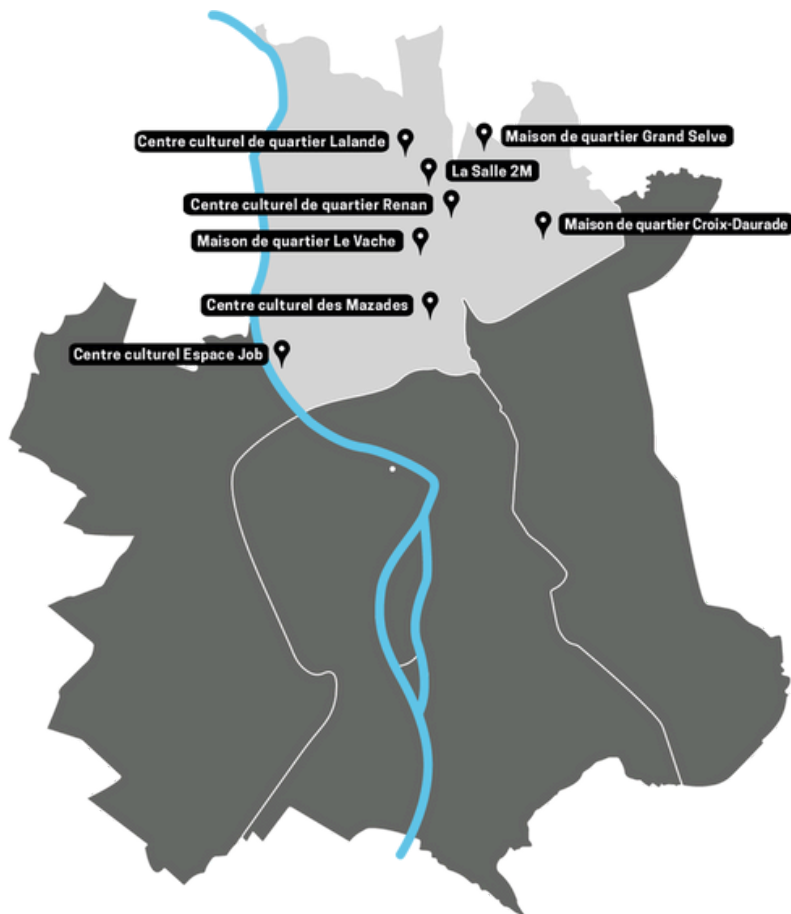 Centre culturel de quartier Lalande
Maison de quartier Grand Selve
La Salle 2M
Centre culturel de quartier Renan
Maison de quartier Croix-Daurade
Maison de quartier Le Vache
Centre culturel des Mazades
Centre culturel Espace Job